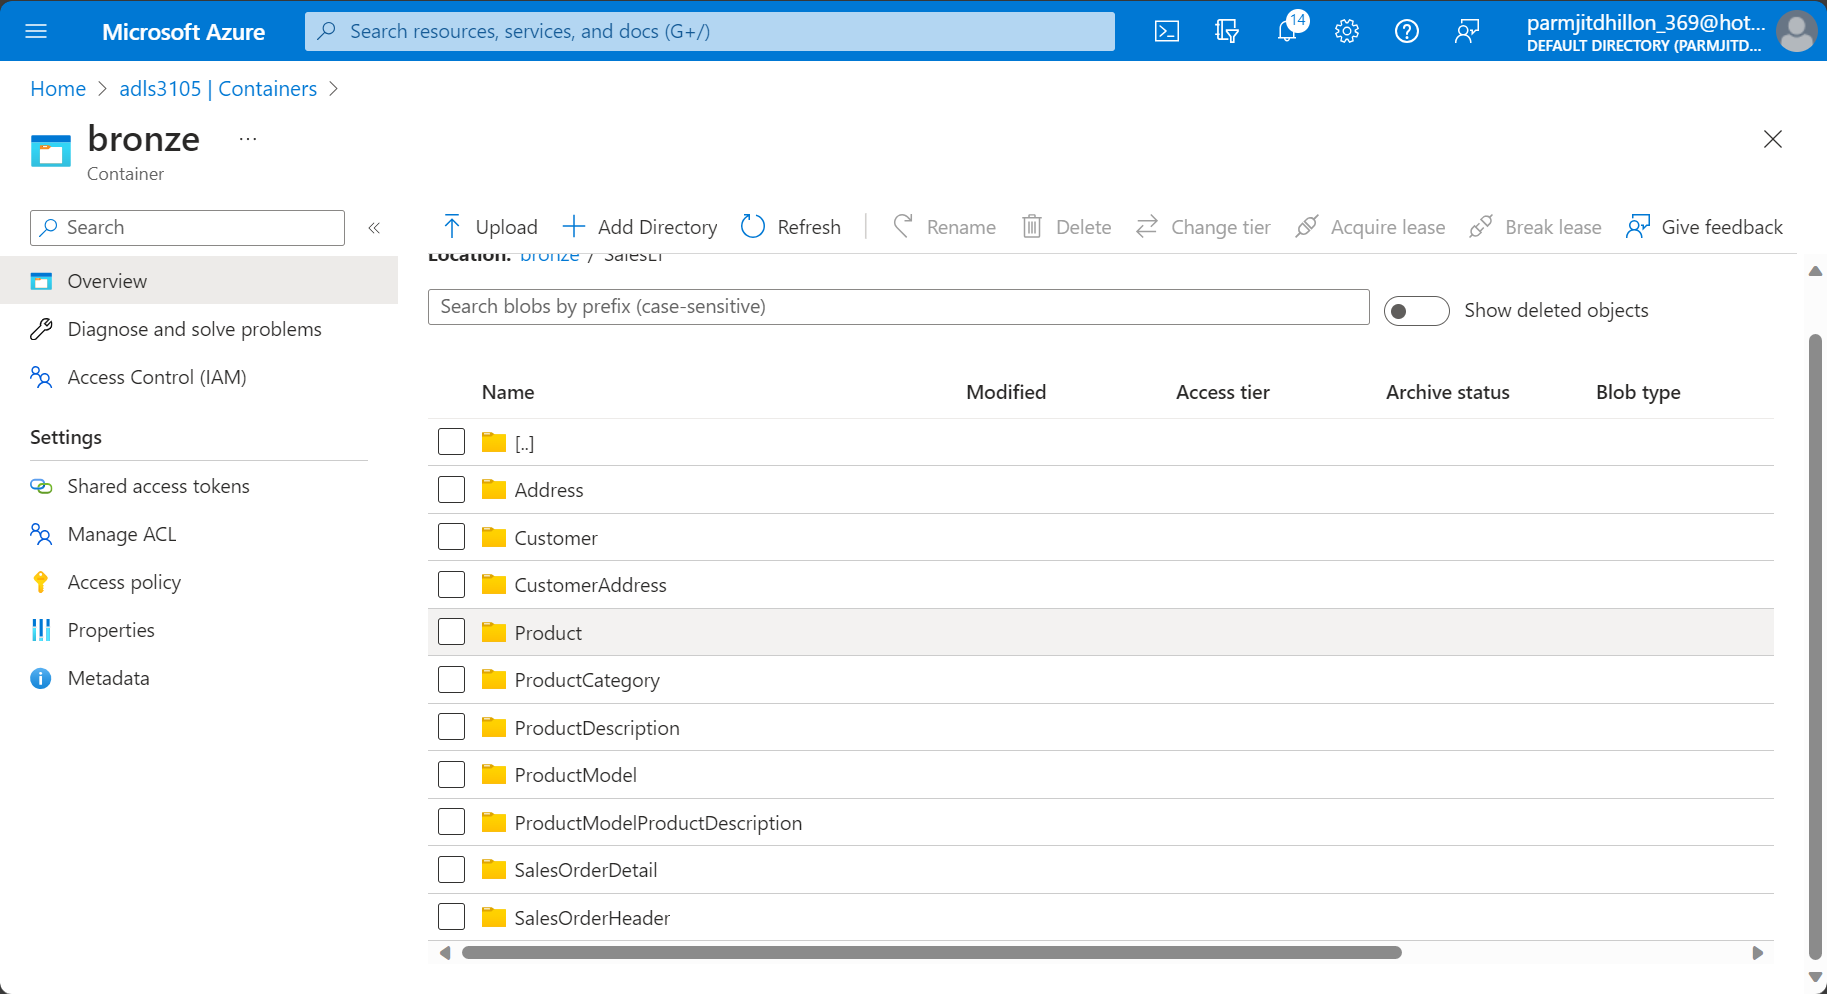 Microsoft Azure
Search resources, services, and docs (G+/)
14
parmjitdhillon_369@hot...
DEFAULT DIRECTORY (PARMJITD...
Home > adls3105 | Containers >
bronze ...
Container
Search
«
Upload
Add Directory
Refresh
Rename
Delete
Change tier
Acquire lease
Break lease
Give feedback
Overview
Diagnose and solve problems
Access Control (IAM)
Settings
Shared access tokens
Manage ACL
Access policy
Properties
Metadata
Location: bronze / SalesLT
Search blobs by prefix (case-sensitive)
Show deleted objects
Name Modified Access tier Archive status Blob type
[..]
Address
Customer
CustomerAddress
Product
ProductCategory
ProductDescription
ProductModel
ProductModelProductDescription
SalesOrderDetail
SalesOrderHeader